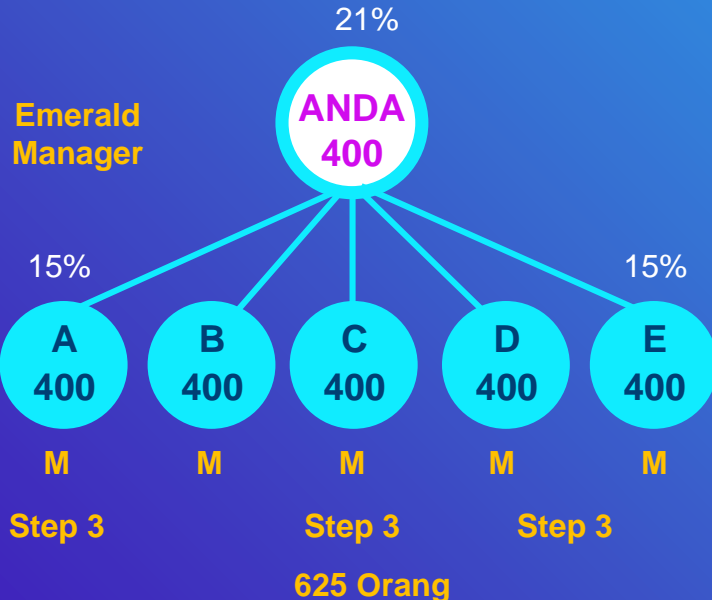 21%
Emerald
Manager
ANDA
400
15%
15%
A
400
B
400
C
400
D
400
E
400
M M M M M
Step 3 Step 3 Step 3
625 Orang